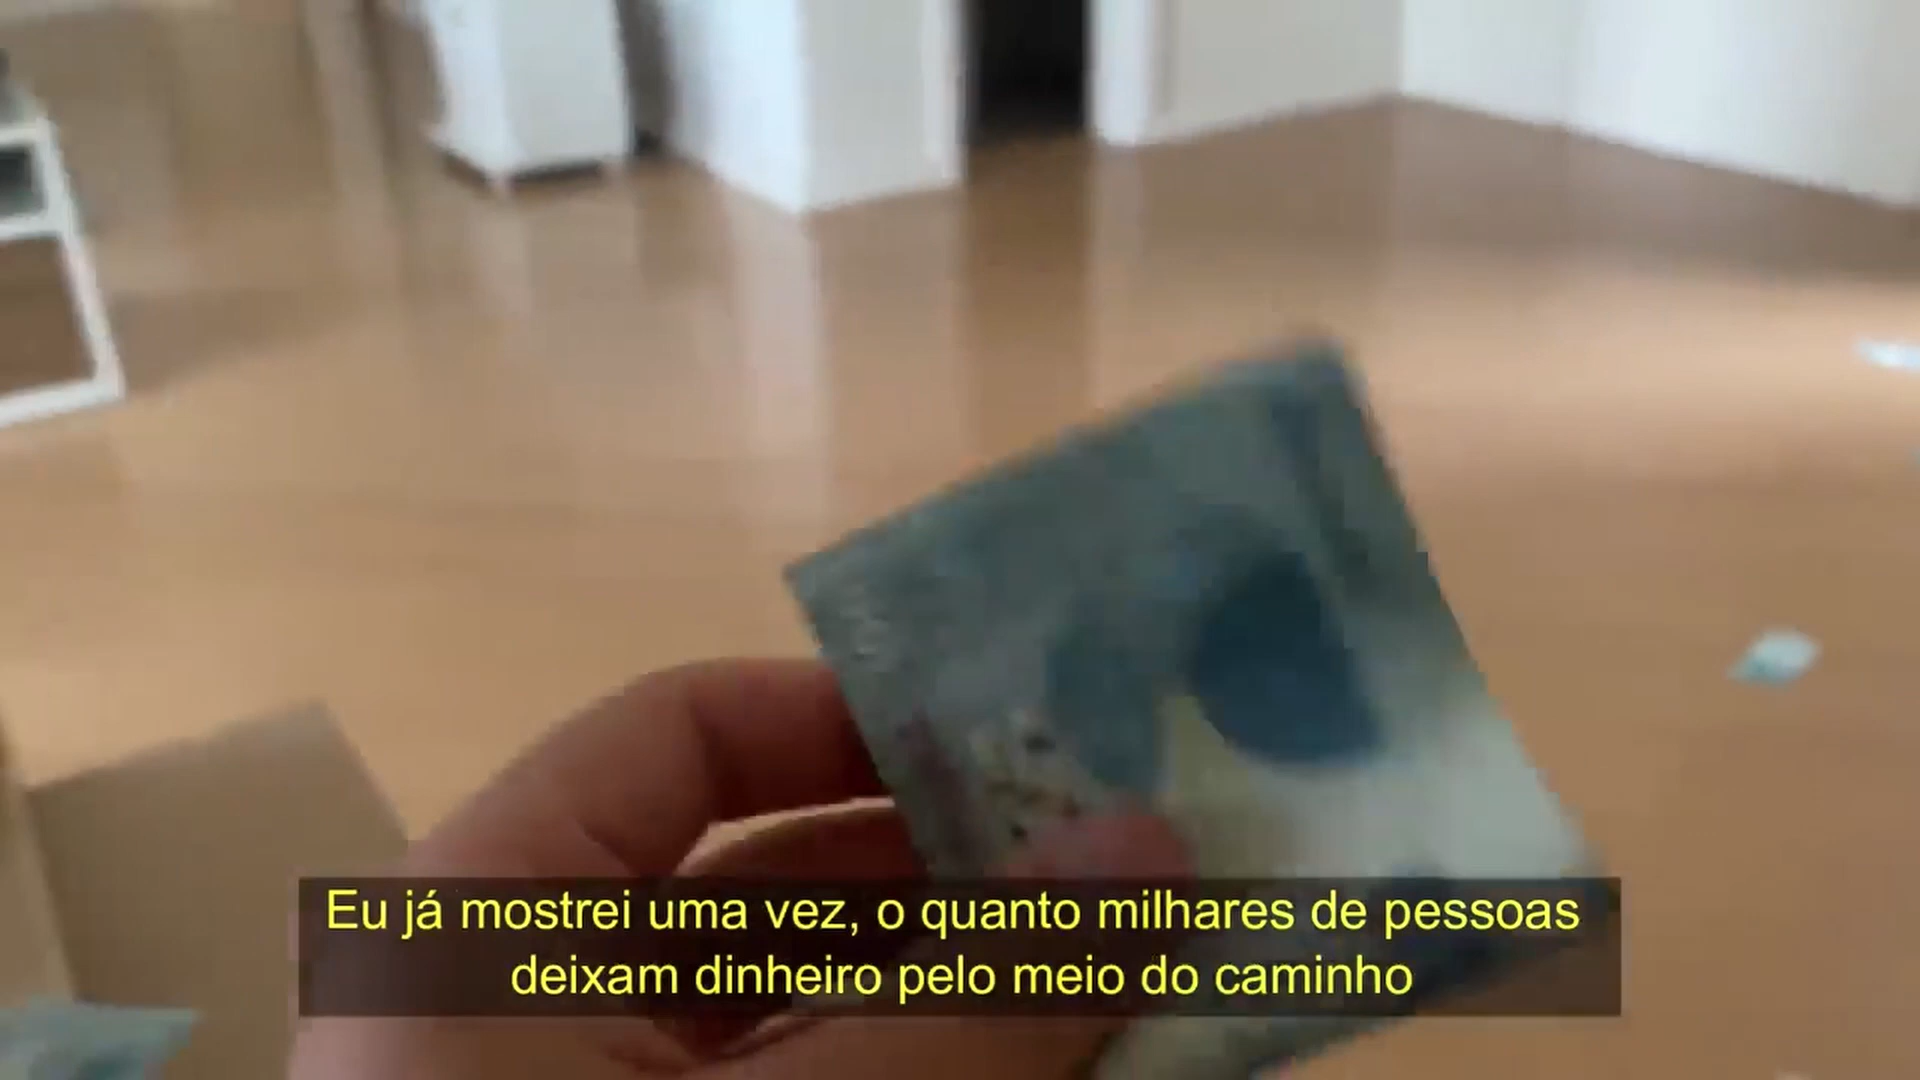 Eu já mostrei uma vez, o quanto milhares de pessoas
deixam dinheiro pelo meio do caminho